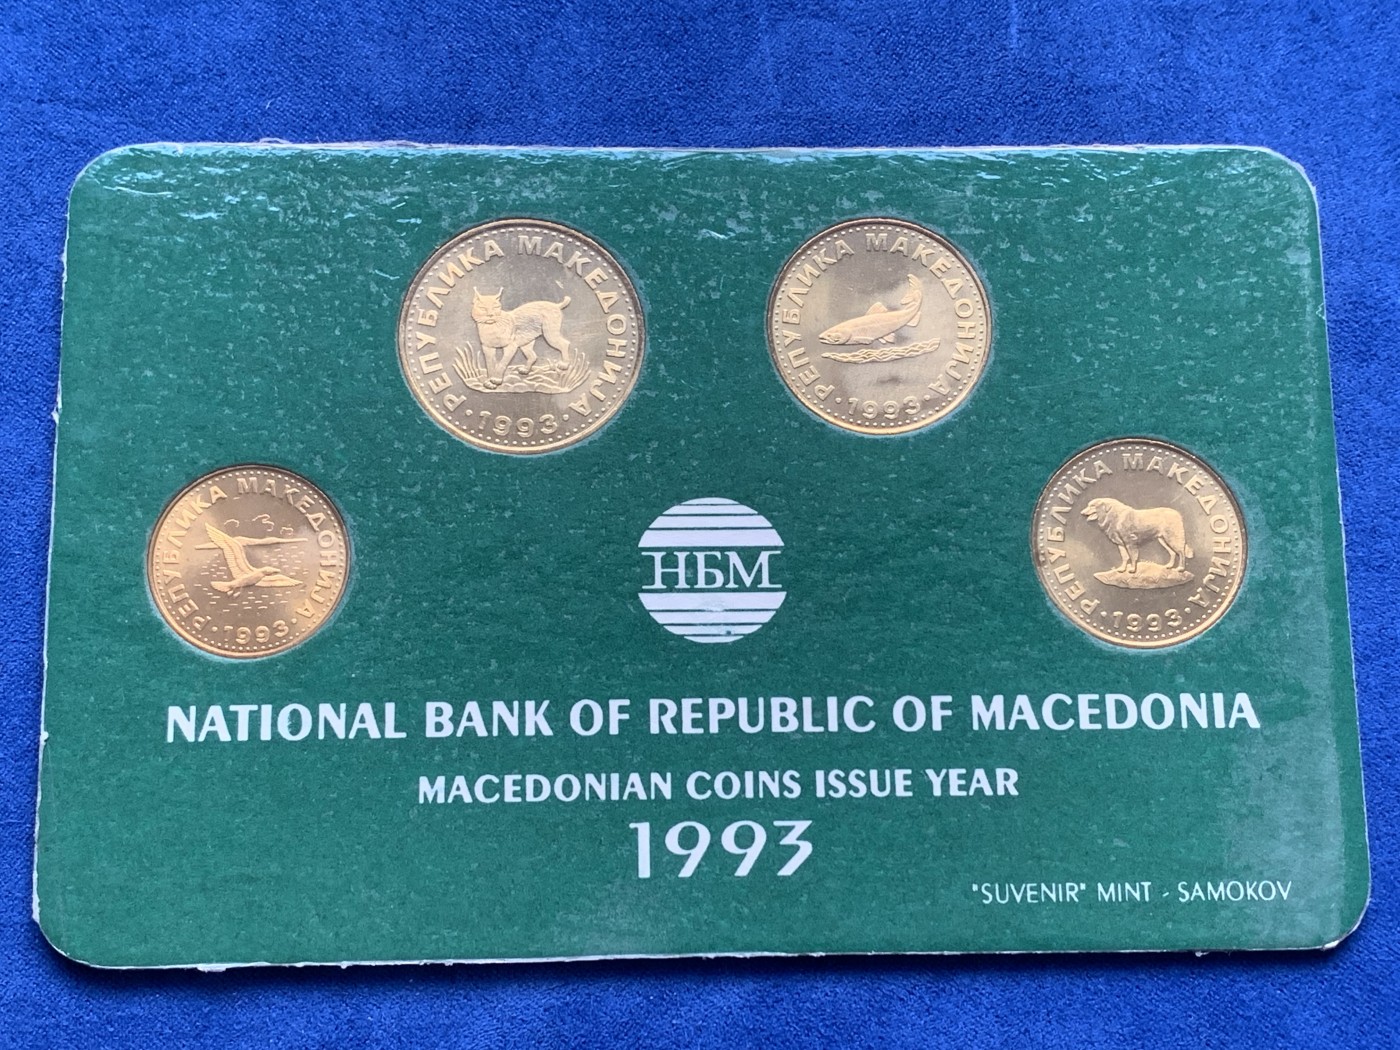 РЕПУБЛИКА МАКЕДОНИЈА
· 1993 ·
РЕПУБЛИКА МАКЕДОНИЈА
· 1993 ·
РЕПУБЛИКА МАКЕДОНИЈА
· 1993 ·
РЕПУБЛИКА МАКЕДОНИЈА
· 1993 ·
НБМ
NATIONAL BANK OF REPUBLIC OF MACEDONIA
MACEDONIAN COINS ISSUE YEAR
1993
"SUVENIR" MINT - SAMOKOV